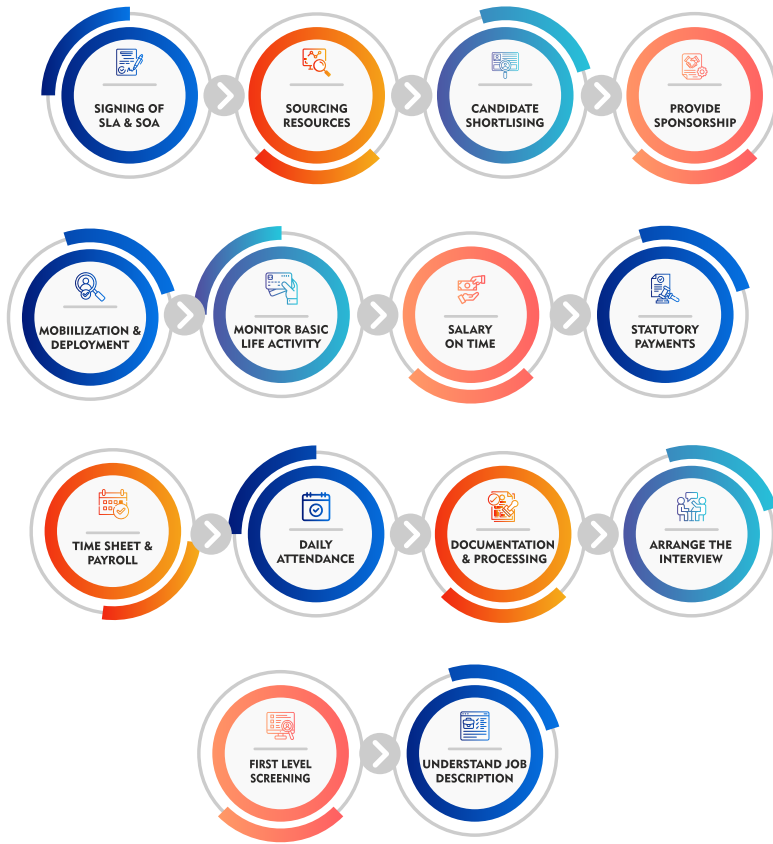 SIGNING OF
SLA & SOA
SOURCING
RESOURCES
CANDIDATE
SHORTLISING
PROVIDE
SPONSORSHIP
MOBIILIZATION &
DEPLOYMENT
MONITOR BASIC
LIFE ACTIVITY
SALARY
ON TIME
STATUTORY
PAYMENTS
TIME SHEET &
PAYROLL
DAILY
ATTENDANCE
DOCUMENTATION
& PROCESSING
ARRANGE THE
INTERVIEW
FIRST LEVEL
SCREENING
UNDERSTAND JOB
DESCRIPTION